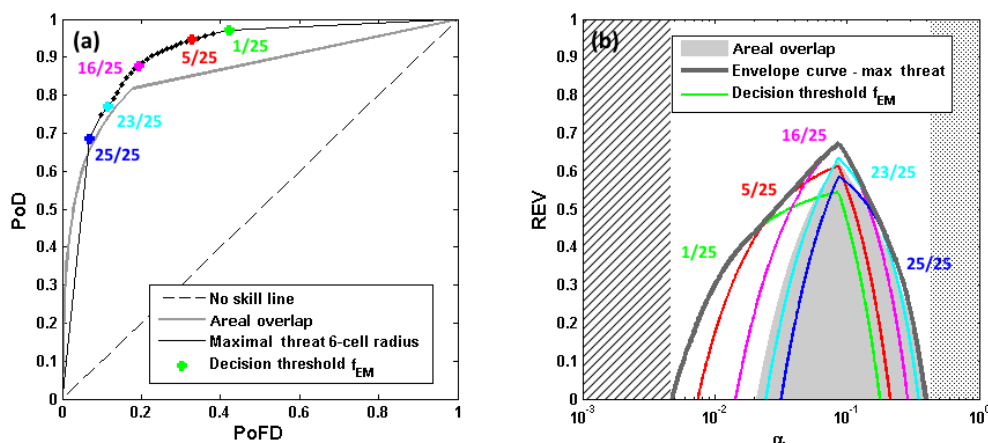 (a)
1
0.9
0.8
0.7
0.6
0.5
0.4
0.3
0.2
0.1
0
PoD
1/25
5/25
16/25
23/25
25/25
No skill line
Areal overlap
Maximal threat 6-cell radius
Decision threshold fEM
0 0.2 0.4 0.6 0.8 1
PoFD
(b)
1
0.9
0.8
0.7
0.6
0.5
0.4
0.3
0.2
0.1
0
REV
Areal overlap
Envelope curve - max threat
Decision threshold fEM
16/25
23/25
5/25
1/25
25/25
10-3 10-2 10-1 100